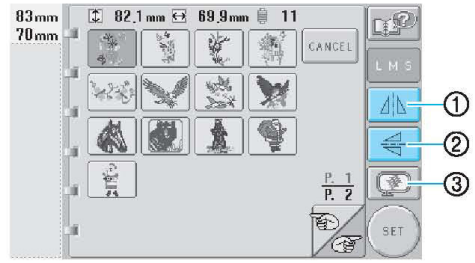 83mm
70mm
82.1mm 69.9mm 11
CANCEL
L M S
P. 1
P. 2
SET
1
2
3